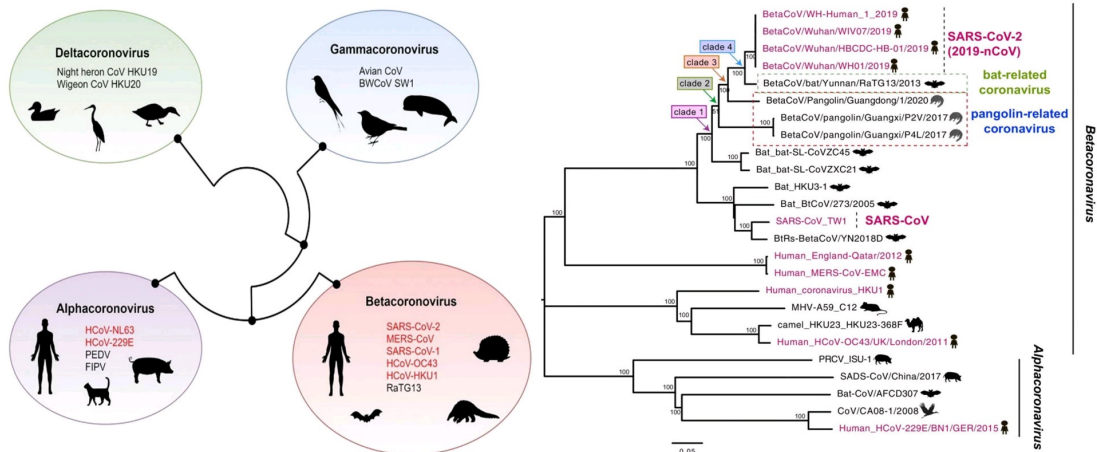 Deltacoronovirus
Night heron CoV HKU19
Wigeon CoV HKU20
Gammacoronovirus
Avian CoV
BWCoV SW1
Alphacoronovirus
HCoV-NL63
HCoV-229E
PEDV
FIPV
Betacoronovirus
SARS-CoV-2
MERS-CoV
SARS-CoV-1
HCoV-OC43
HCoV-HKU1
RaTG13
BetaCoV/WH-Human_1_2019
BetaCoV/Wuhan/WIV07/2019
BetaCoV/Wuhan/HBCDC-HB-01/2019
BetaCoV/Wuhan/WH01/2019
SARS-CoV-2
(2019-nCoV)
BetaCoV/bat/Yunnan/RaTG13/2013
bat-related
coronavirus
BetaCoV/Pangolin/Guangdong/1/2020
BetaCoV/pangolin/Guangxi/P2V/2017
BetaCoV/pangolin/Guangxi/P4L/2017
pangolin-related
coronavirus
clade 4
clade 3
clade 2
clade 1
100
100
100
100
100
100
Bat_bat-SL-CoVZC45
Bat_bat-SL-CoVZXC21
Bat_HKU3-1
Bat_BtCoV/273/2005
SARS-CoV_TW1
SARS-CoV
BtRs-BetaCoV/YN2018D
100
100
100
100
Human_England-Qatar/2012
Human_MERS-CoV-EMC
100
Human_coronavirus_HKU1
MHV-A59_C12
camel_HKU23_HKU23-368F
Human_HCoV-OC43/UK/London/2011
100
100
100
Betacoronavirus
PRCV_ISU-1
SADS-CoV/China/2017
Bat-CoV/AFCD307
CoV/CA08-1/2008
Human_HCoV-229E/BN1/GER/2015
100
100
100
100
Alphacoronavirus
0.05